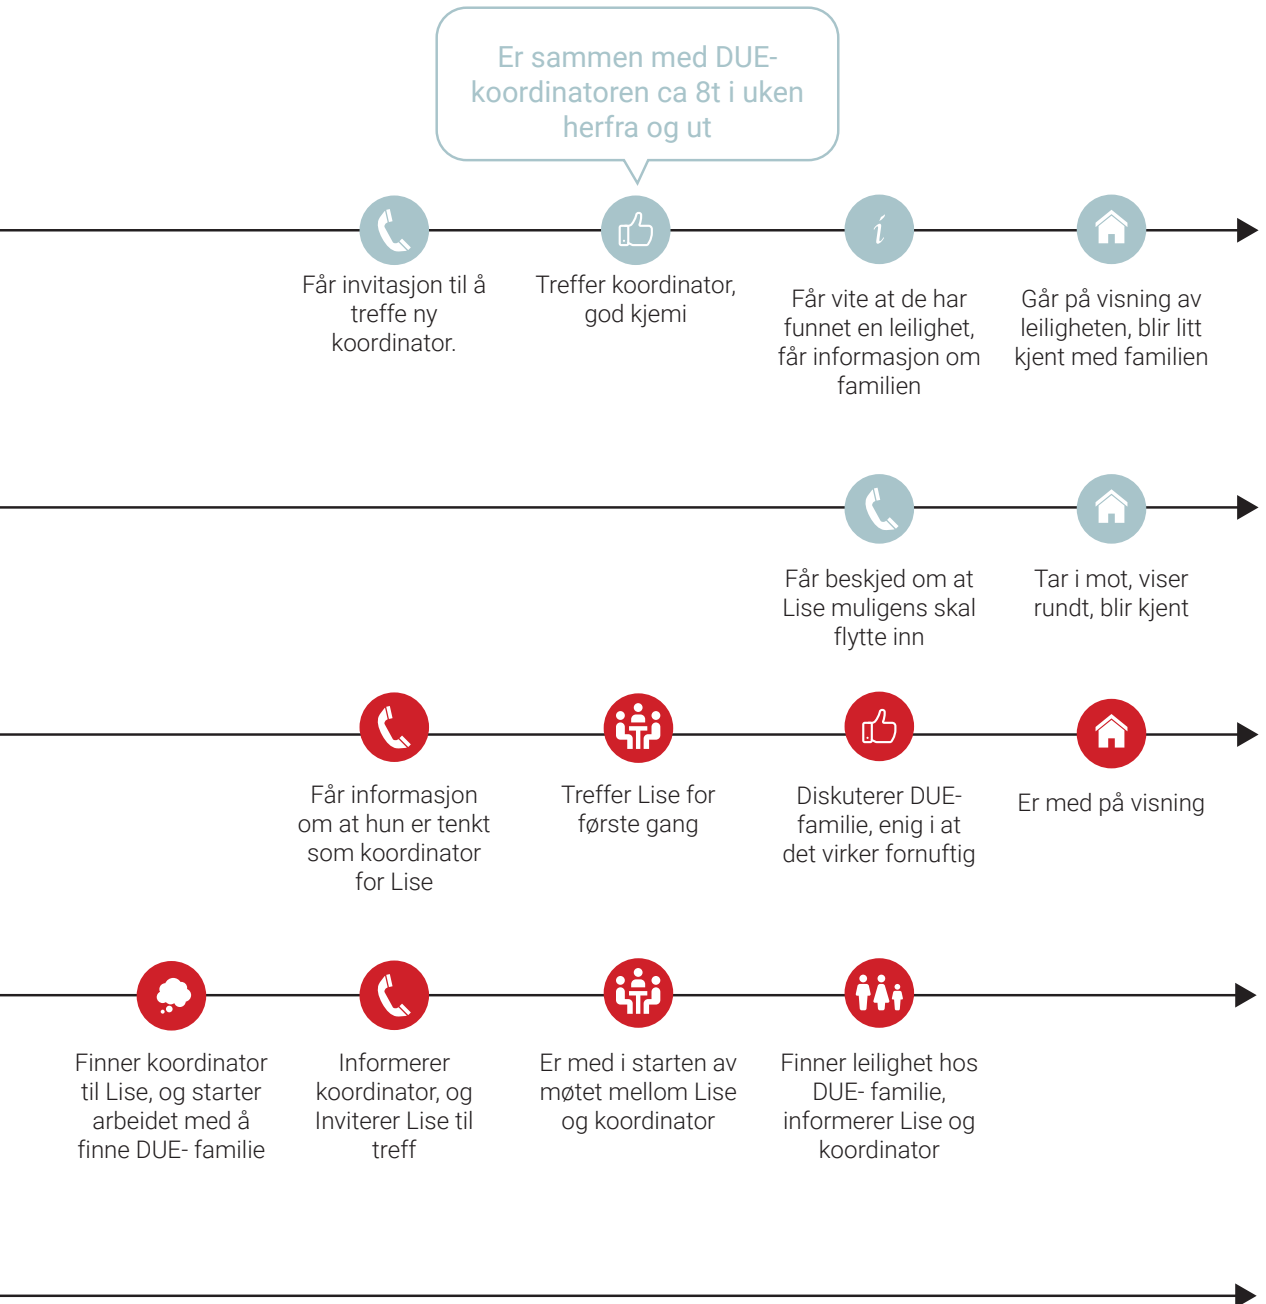 Er sammen med DUE-
koordinatoren ca 8t i uken
herfra og ut
Får invitasjon til å
treffe ny
koordinator.
Treffer koordinator,
god kjemi
i
Får vite at de har
funnet en leilighet,
får informasjon om
familien
Går på visning av
leiligheten, blir litt
kjent med familien
Får beskjed om at
Lise muligens skal
flytte inn
Tar i mot, viser
rundt, blir kjent
Får informasjon
om at hun er tenkt
som koordinator
for Lise
Treffer Lise for
første gang
Diskuterer DUE-
familie, enig i at
det virker fornuftig
Er med på visning
Finner koordinator
til Lise, og starter
arbeidet med å
finne DUE- familie
Informerer
koordinator, og
Inviterer Lise til
treff
Er med i starten av
møtet mellom Lise
og koordinator
Finner leilighet hos
DUE- familie,
informerer Lise og
koordinator